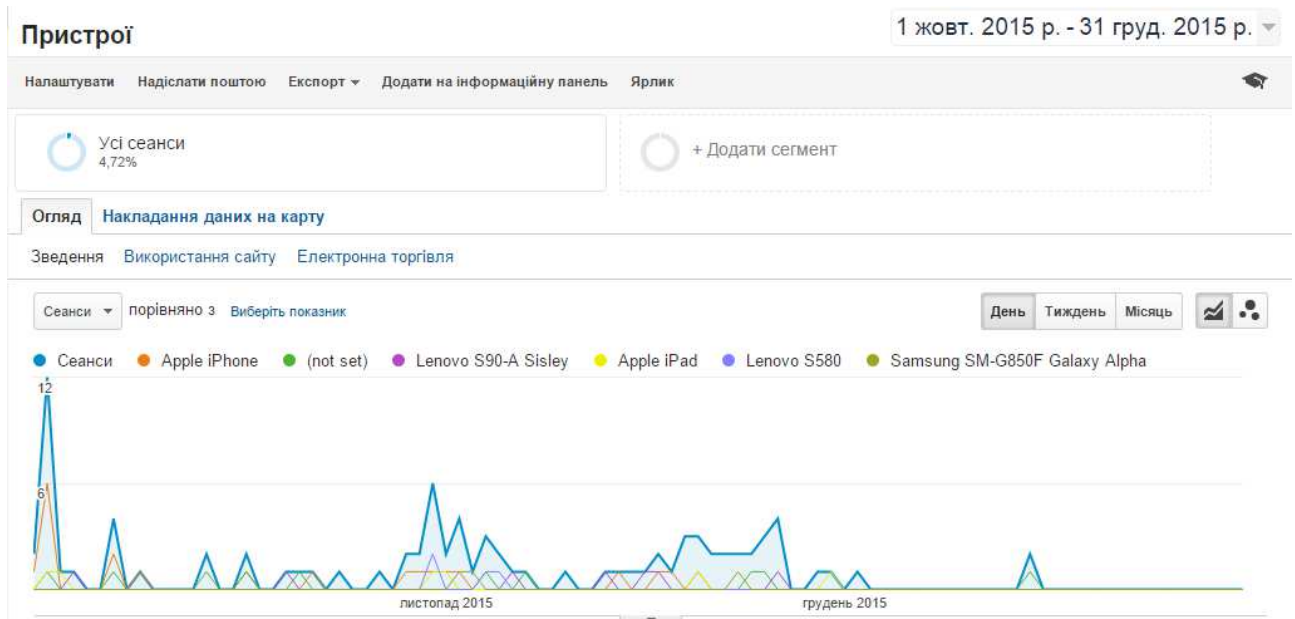 Пристрої
1 жовт. 2015 р. - 31 груд. 2015 р.
Налаштувати Надіслати поштою Експорт Додати на інформаційну панель Ярлик
Усі сеанси
4,72%
+ Додати сегмент
Огляд Накладання даних на карту
Зведення Використання сайту Електронна торгівля
Сеанси порівняно з Виберіть показник
День Тиждень Місяць
Сеанси Apple iPhone (not set) Lenovo S90-A Sisley Apple iPad Lenovo S580 Samsung SM-G850F Galaxy Alpha
12
6
листопад 2015 грудень 2015